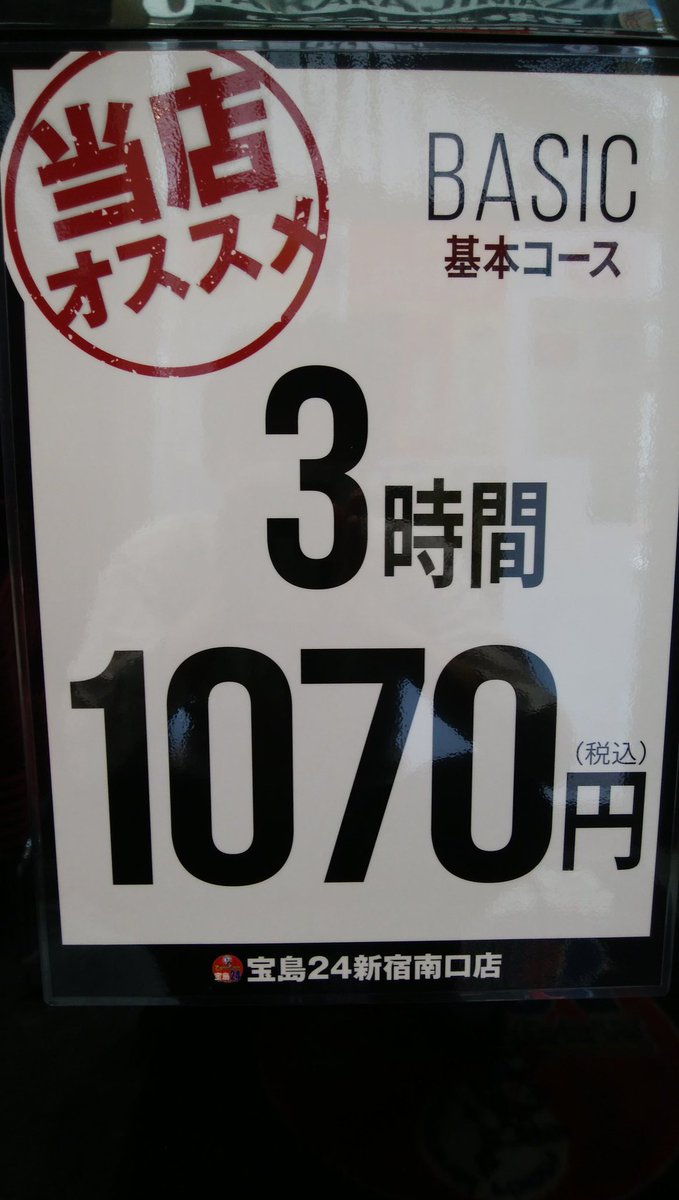 当店
オススメ
BASIC
基本コース
3時間
1070円
(税込)
宝島24新宿南口店